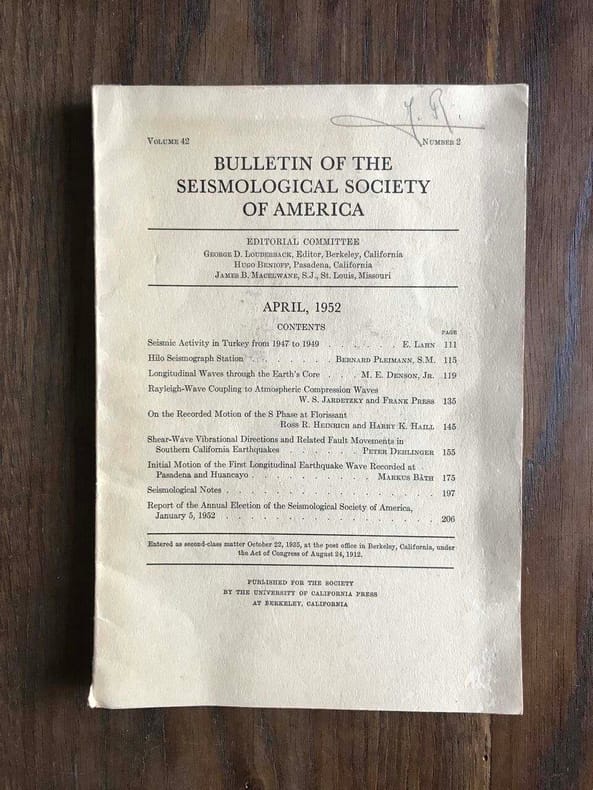 J. R.
VOLUME 42 NUMBER 2
BULLETIN OF THE
SEISMOLOGICAL SOCIETY
OF AMERICA
EDITORIAL COMMITTEE
GEORGE D. LOUDERBACK, Editor, Berkeley, California
HUGO BENIOFF, Pasadena, California
JAMES B. MACELWANE, S.J., St. Louis, Missouri
APRIL, 1952
CONTENTS
PAGE
Seismic Activity in Turkey from 1947 to 1949 . . . . . . . E. LAHN 111
Hilo Seismograph Station . . . . . . . . BERNARD PLEIMANN, S.M. 115
Longitudinal Waves through the Earth's Core . . . . M. E. DENSON, JR. 119
Rayleigh-Wave Coupling to Atmospheric Compression Waves
W. S. JARDETZKY and FRANK PRESS 135
On the Recorded Motion of the S Phase at Florissant
ROSS R. HEINRICH and HARRY K. HAILL 145
Shear-Wave Vibrational Directions and Related Fault Movements in
Southern California Earthquakes . . . . . . . PETER DEHLINGER 155
Initial Motion of the First Longitudinal Earthquake Wave Recorded at
Pasadena and Huancayo . . . . . . . . . . MARKUS BÅTH 175
Seismological Notes . . . . . . . . . . . . . . . . . 197
Report of the Annual Election of the Seismological Society of America,
January 5, 1952 . . . . . . . . . . . . . . . . . 206
Entered as second-class matter October 22, 1935, at the post office in Berkeley, California, under
the Act of Congress of August 24, 1912.
PUBLISHED FOR THE SOCIETY
BY THE UNIVERSITY OF CALIFORNIA PRESS
AT BERKELEY, CALIFORNIA